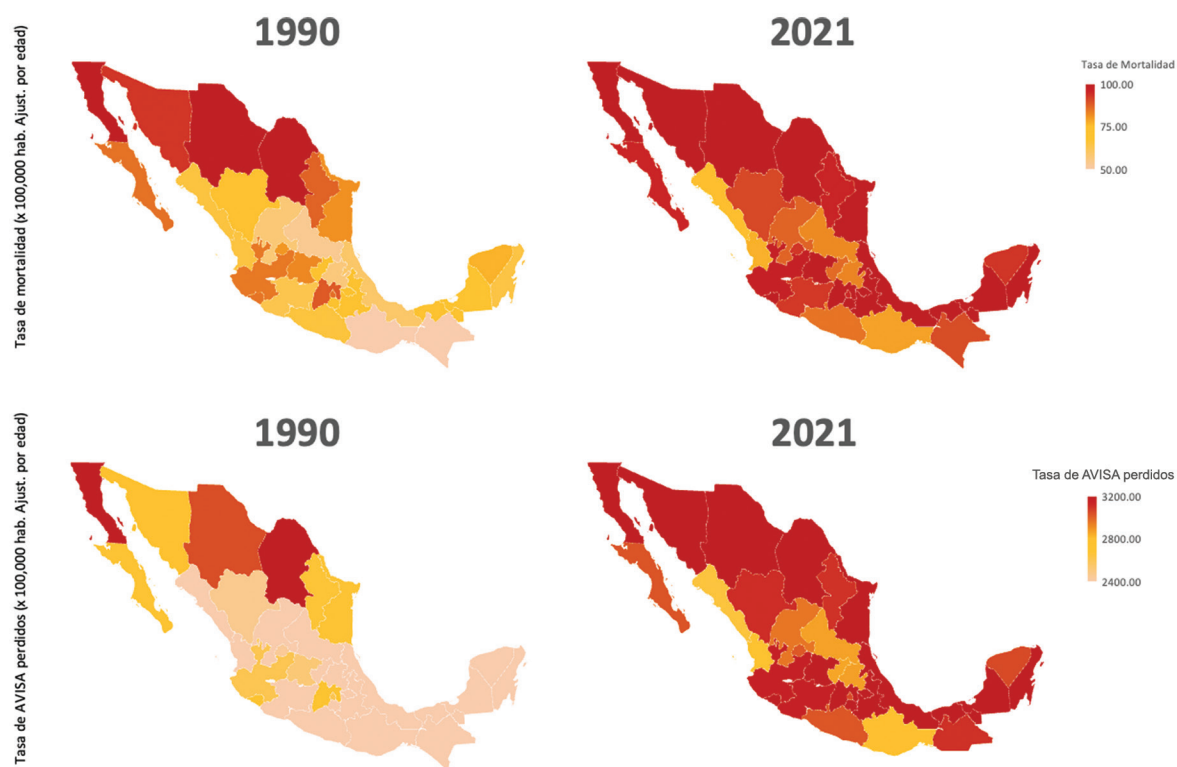 1990
2021
Tasa de mortalidad (x 100,000 hab. Ajust. por edad)
Tasa de Mortalidad
100.00
75.00
50.00
1990
2021
Tasa de AVISA perdidos (x 100,000 hab. Ajust. por edad)
Tasa de AVISA perdidos
3200.00
2800.00
2400.00